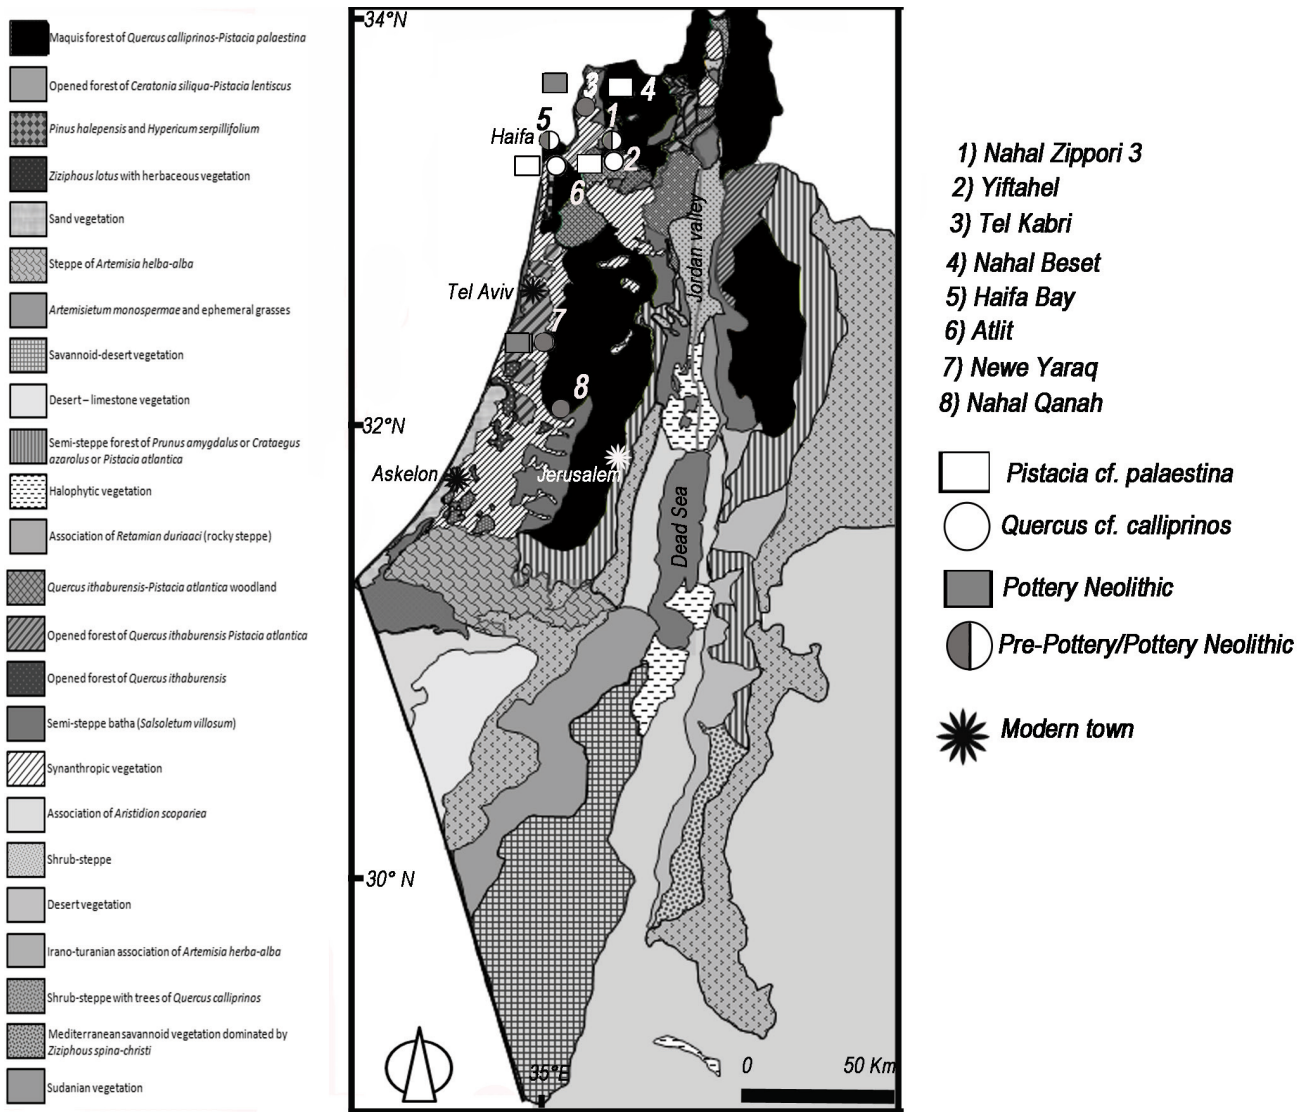 Maquis forest of Quercus calliprinos-Pistacia palaestina
Opened forest of Ceratonia siliqua-Pistacia lentiscus
Pinus halepensis and Hypericum serpillifolium
Ziziphous lotus with herbaceous vegetation
Sand vegetation
Steppe of Artemisia helba-alba
Artemisietum monospermae and ephemeral grasses
Savannoid-desert vegetation
Desert – limestone vegetation
Semi-steppe forest of Prunus amygdalus or Crataegus
azarolus or Pistacia atlantica
Halophytic vegetation
Association of Retamian duriaaci (rocky steppe)
Quercus ithaburensis-Pistacia atlantica woodland
Opened forest of Quercus ithaburensis Pistacia atlantica
Opened forest of Quercus ithaburensis
Semi-steppe batha (Salsoletum villosum)
Synanthropic vegetation
Association of Aristidion scopariea
Shrub-steppe
Desert vegetation
Irano-turanian association of Artemisia herba-alba
Shrub-steppe with trees of Quercus calliprinos
Mediterranean savannoid vegetation dominated by
Ziziphous spina-christi
Sudanian vegetation
34°N
3
4
5
1
Haifa
2
6
Jordan valley
Tel Aviv
7
8
32°N
Askelon
Jerusalem
Dead Sea
30° N
35°E
0
50 Km
1) Nahal Zippori 3
2) Yiftahel
3) Tel Kabri
4) Nahal Beset
5) Haifa Bay
6) Atlit
7) Newe Yaraq
8) Nahal Qanah
Pistacia cf. palaestina
Quercus cf. calliprinos
Pottery Neolithic
Pre-Pottery/Pottery Neolithic
Modern town